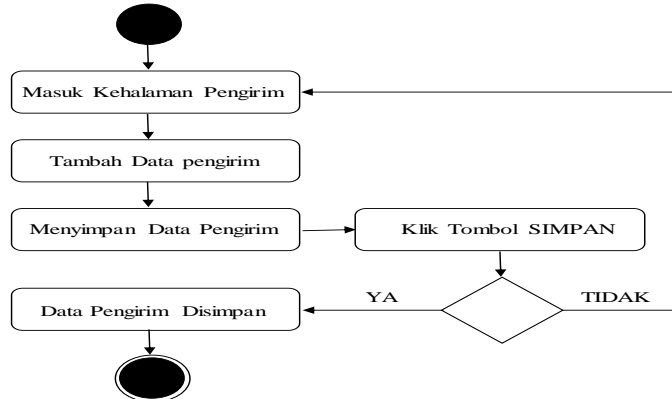 Masuk Kehalaman Pengirim
Tambah Data pengirim
Menyimpan Data Pengirim
Klik Tombol SIMPAN
YA
TIDAK
Data Pengirim Disimpan